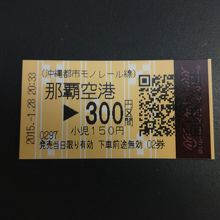 (沖縄都市モノレール線)
2015.-1.28 20:33
那覇空港
▶300円区間
小児150円
0297
発売当日限り有効 下車前途無効 02券